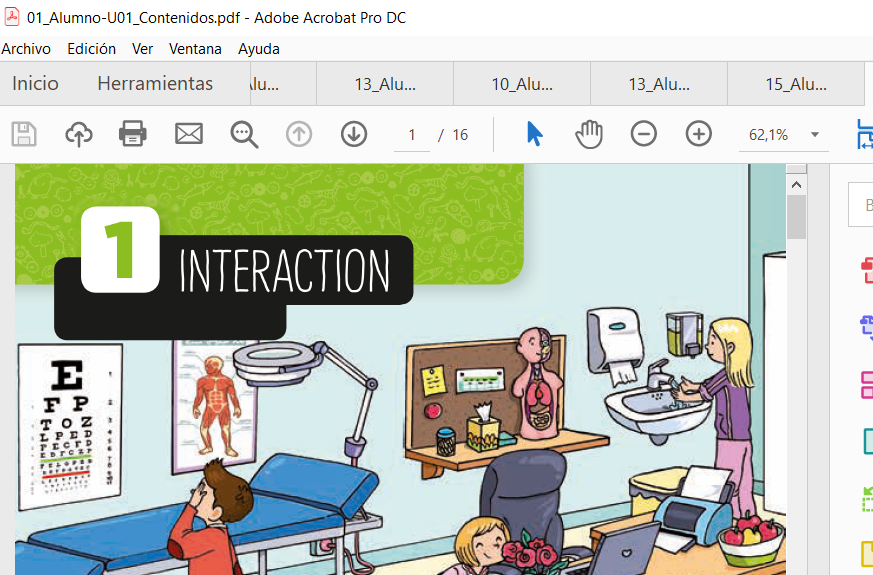 01_Alumno-U01_Contenidos.pdf - Adobe Acrobat Pro DC
Archivo Edición Ver Ventana Ayuda
Inicio Herramientas Alu... 13_Alu... 10_Alu... 13_Alu... 15_Alu...
1 / 16 62,1%
B
1 INTERACTION
E
F P
T O Z
L P E D
P E C F D
E D F C Z P
F E L O P Z D